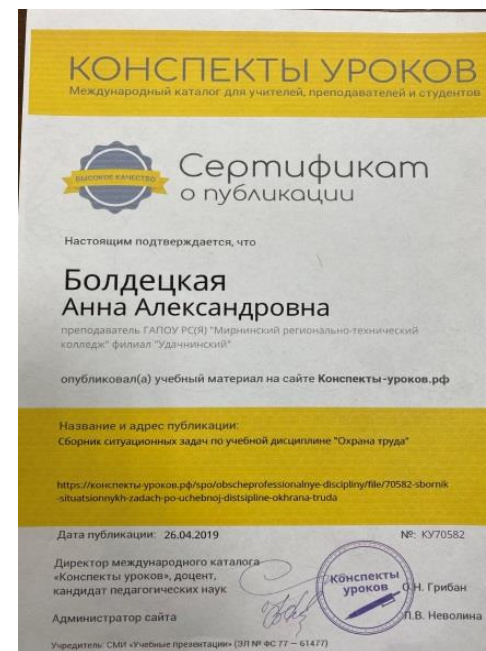 КОНСПЕКТЫ УРОКОВ
Международный каталог для учителей, преподавателей и студентов
ВЫСОКОЕ КАЧЕСТВО
Сертификат
о публикации
Настоящим подтверждается, что
Болдецкая
Анна Александровна
преподаватель ГАПОУ РС(Я) "Мирнинский регионально-технический
колледж" филиал "Удачнинский"
опубликовал(а) учебный материал на сайте Конспекты-уроков.рф
Название и адрес публикации:
Сборник ситуационных задач по учебной дисциплине "Охрана труда"
https://конспекты-уроков.рф/spo/obscheprofessionalnye-discipliny/file/70582-sbornik
-situatsionnykh-zadach-po-uchebnoj-distsipline-okhrana-truda
Дата публикации: 26.04.2019 №: КУ70582
Директор международного каталога
«Конспекты уроков», доцент,
кандидат педагогических наук
Конспекты
уроков
О.Н. Грибан
Администратор сайта
Л.В. Неволина
Учредитель: СМИ «Учебные презентации» (ЭЛ № ФС 77 – 61477)